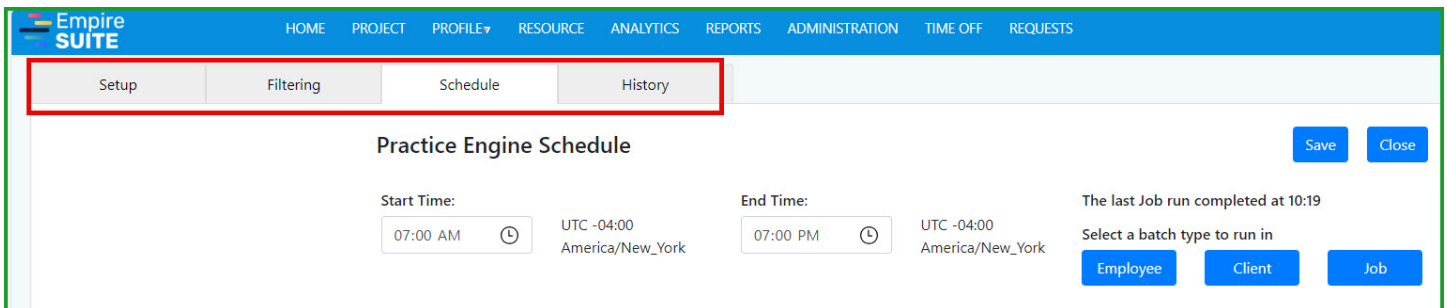 Empire
SUITE
HOME PROJECT PROFILE▾ RESOURCE ANALYTICS REPORTS ADMINISTRATION TIME OFF REQUESTS
Setup Filtering Schedule History
Practice Engine Schedule
Save Close
Start Time: End Time: The last Job run completed at 10:19
07:00 AM UTC -04:00 07:00 PM UTC -04:00
America/New_York America/New_York
Select a batch type to run in
Employee Client Job